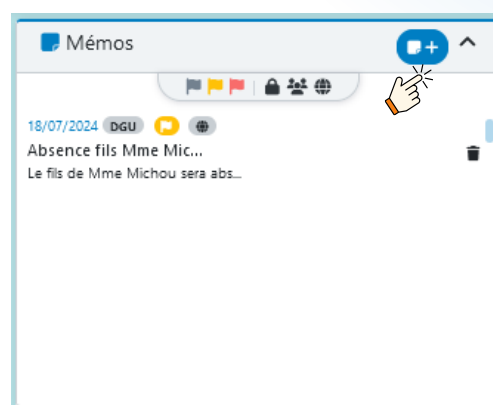 Mémos
18/07/2024 DGU
Absence fils Mme Mic...
Le fils de Mme Michou sera abs...